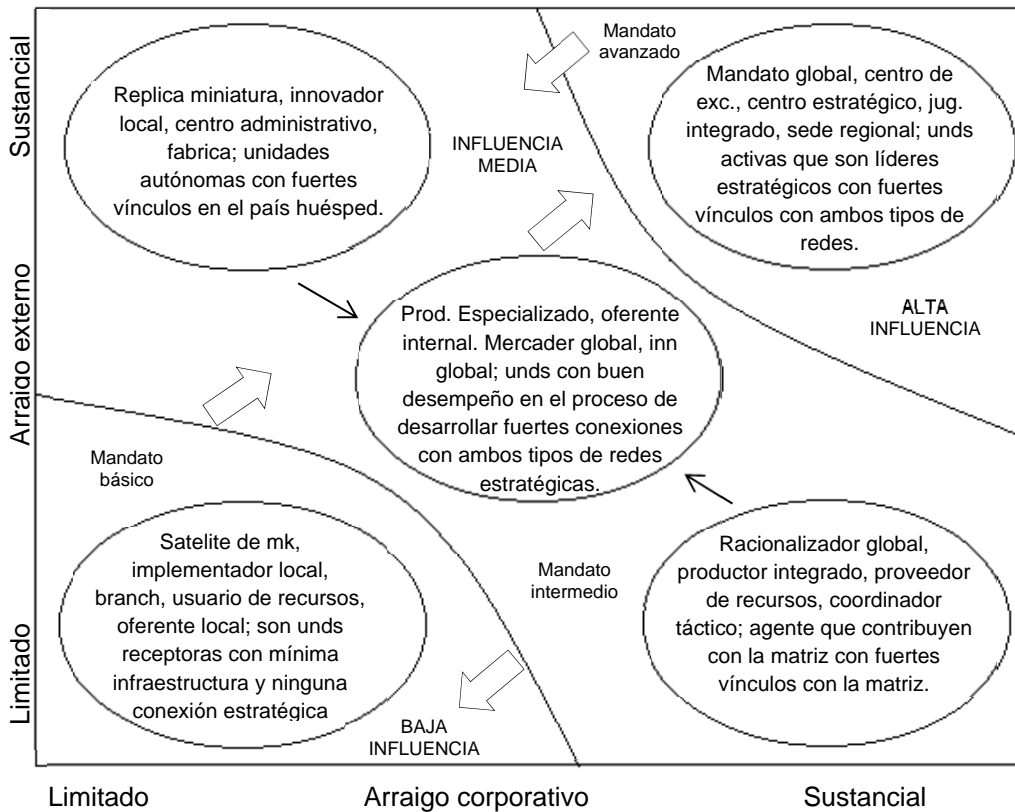 Sustancial
Arraigo externo
Limitado
Replica miniatura, innovador
local, centro administrativo,
fabrica; unidades
autónomas con fuertes
vínculos en el país huésped.
INFLUENCIA
MEDIA
Mandato
avanzado
Mandato global, centro de
exc., centro estratégico, jug.
integrado, sede regional; unds
activas que son líderes
estratégicos con fuertes
vínculos con ambos tipos de
redes.
ALTA
INFLUENCIA
Prod. Especializado, oferente
internal. Mercader global, inn
global; unds con buen
desempeño en el proceso de
desarrollar fuertes conexiones
con ambos tipos de redes
estratégicas.
Mandato
básico
Satelite de mk,
implementador local,
branch, usuario de recursos,
oferente local; son unds
receptoras con mínima
infraestructura y ninguna
conexión estratégica
BAJA
INFLUENCIA
Mandato
intermedio
Racionalizador global,
productor integrado, proveedor
de recursos, coordinador
táctico; agente que contribuyen
con la matriz con fuertes
vínculos con la matriz.
Limitado
Arraigo corporativo
Sustancial